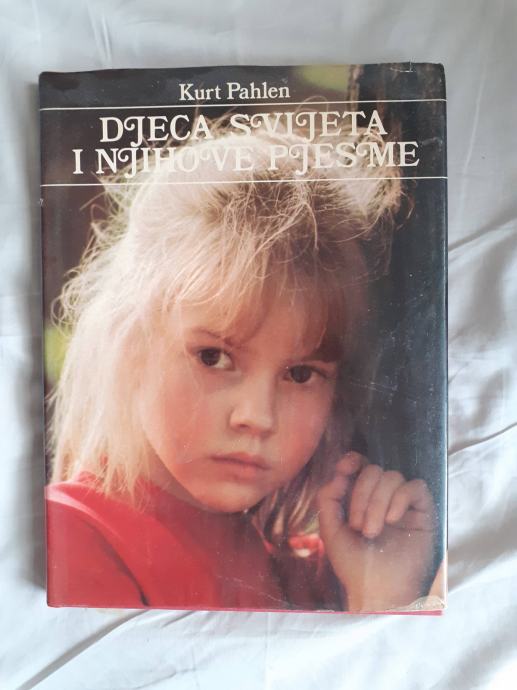 Kurt Pahlen
DJECA SVIJETA
I NJIHOVE PJESME